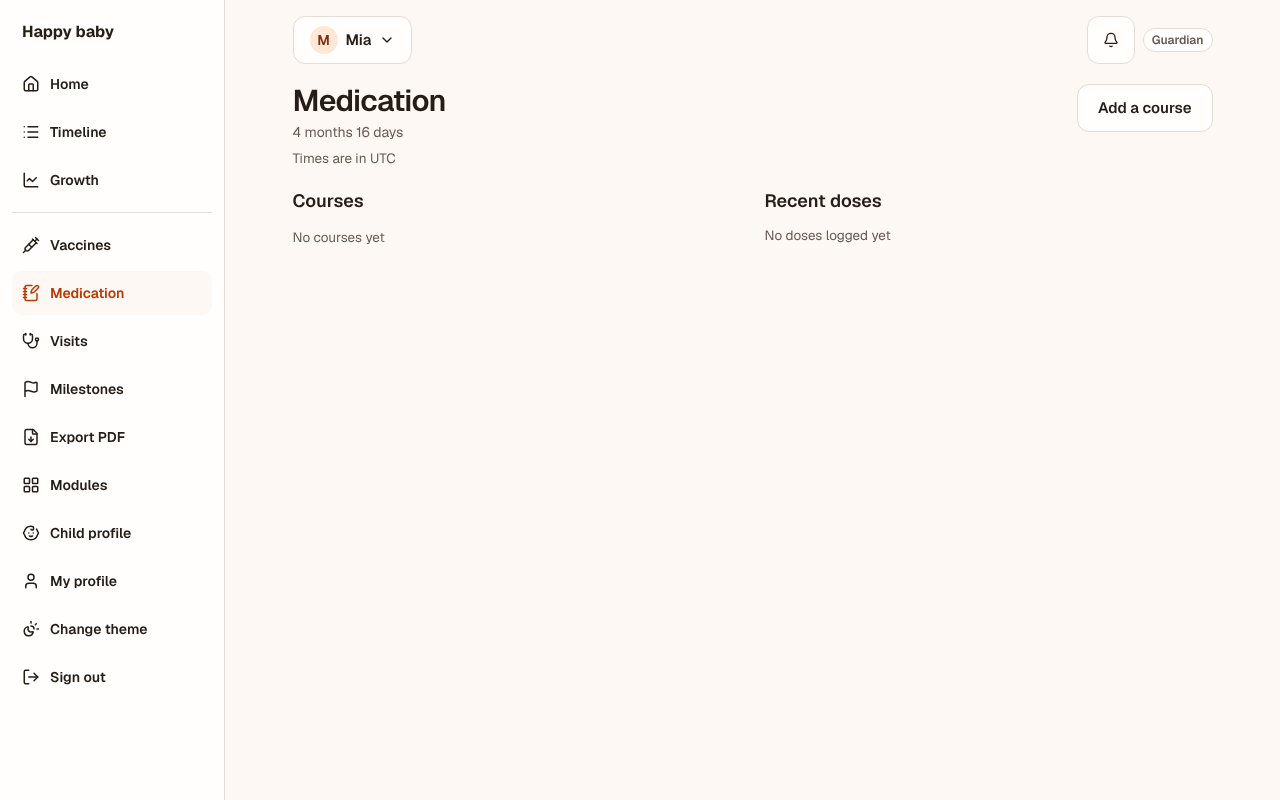 Happy baby
Home
Timeline
Growth
Vaccines
Medication
Visits
Milestones
Export PDF
Modules
Child profile
My profile
Change theme
Sign out
M Mia
Guardian
Medication
4 months 16 days
Times are in UTC
Add a course
Courses
No courses yet
Recent doses
No doses logged yet